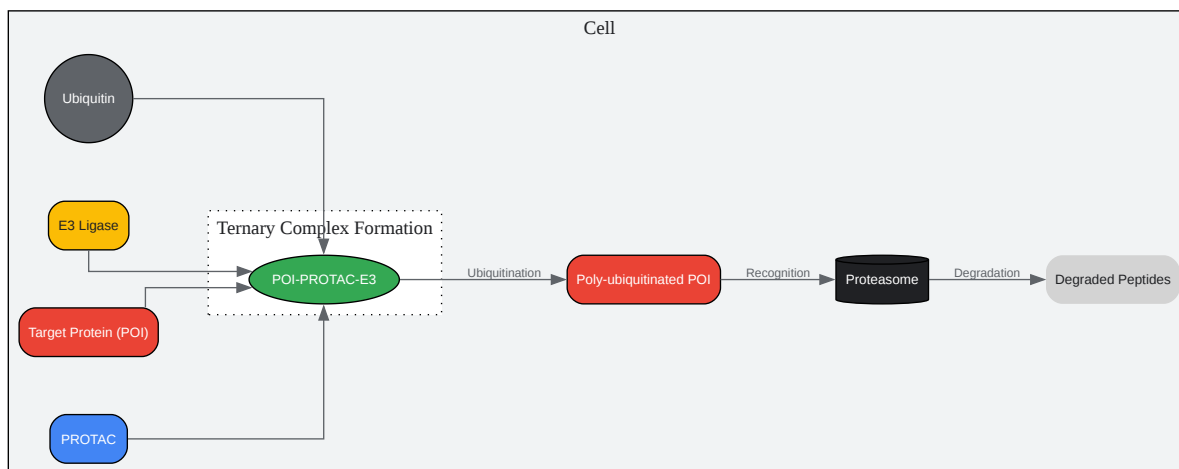 Cell
Ubiquitin
E3 Ligase
Ternary Complex Formation
POI-PROTAC-E3
Ubiquitination
Poly-ubiquitinated POI
Recognition
Proteasome
Degradation
Degraded Peptides
Target Protein (POI)
PROTAC